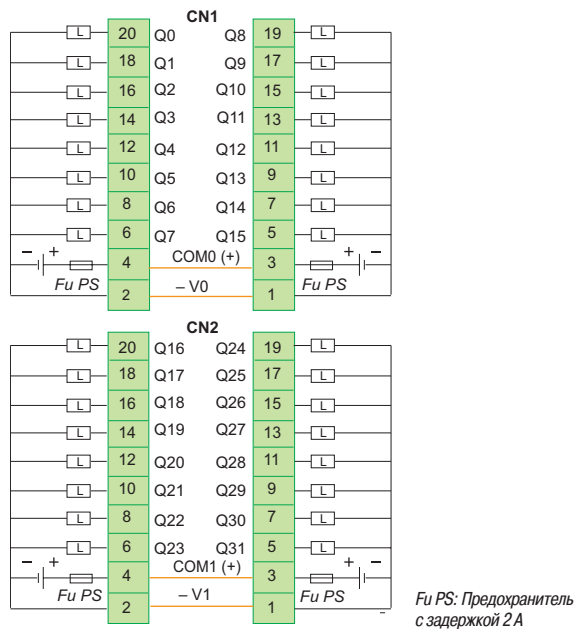 CN1
L 20 Q0 Q8 19 L
L 18 Q1 Q9 17 L
L 16 Q2 Q10 15 L
L 14 Q3 Q11 13 L
L 12 Q4 Q12 11 L
L 10 Q5 Q13 9 L
L 8 Q6 Q14 7 L
L 6 Q7 Q15 5 L
– + 4 COM0 (+) 3 + –
Fu PS Fu PS
2 – V0 1
CN2
L 20 Q16 Q24 19 L
L 18 Q17 Q25 17 L
L 16 Q18 Q26 15 L
L 14 Q19 Q27 13 L
L 12 Q20 Q28 11 L
L 10 Q21 Q29 9 L
L 8 Q22 Q30 7 L
L 6 Q23 Q31 5 L
– + 4 COM1 (+) 3 + –
Fu PS Fu PS
2 – V1 1
Fu PS: Предохранитель
с задержкой 2 A